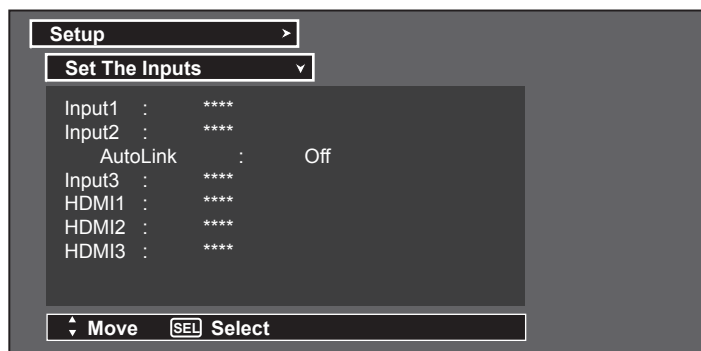 Setup
Set The Inputs
Input1 : ****
Input2 : ****
AutoLink : Off
Input3 : ****
HDMI1 : ****
HDMI2 : ****
HDMI3 : ****
Move SEL Select